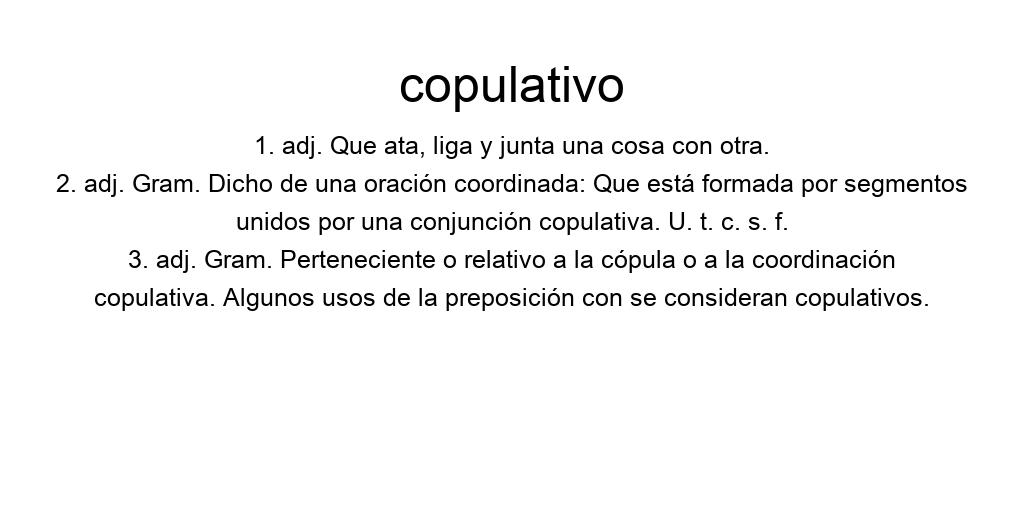 copulativo
1. adj. Que ata, liga y junta una cosa con otra.
2. adj. Gram. Dicho de una oración coordinada: Que está formada por segmentos
unidos por una conjunción copulativa. U. t. c. s. f.
3. adj. Gram. Perteneciente o relativo a la cópula o a la coordinación
copulativa. Algunos usos de la preposición con se consideran copulativos.